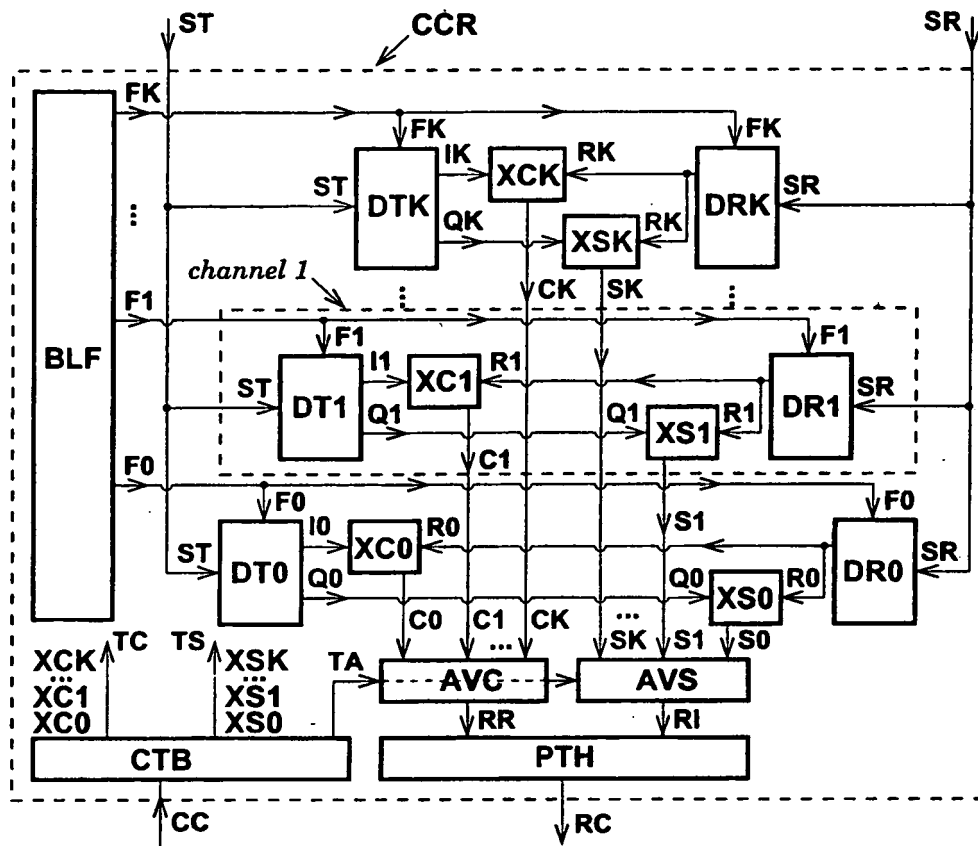 ST
CCR
SR
FK
FK
FK
IK
RK
XCK
ST
DTK
DRK
SR
...
QK
XSK
RK
channel 1
...
CK
SK
...
F1
F1
F1
I1
XC1
R1
BLF
ST
DT1
DR1
SR
Q1
Q1
XS1
R1
F0
C1
F0
F0
S1
I0
XC0
R0
ST
DT0
DR0
SR
Q0
Q0
XS0
R0
C0
C1
...
CK
...
SK
S1
S0
TC
TS
TA
XCK
...
XC1
XC0
XSK
...
XS1
XS0
AVC
AVS
RR
RI
CTB
PTH
CC
RC